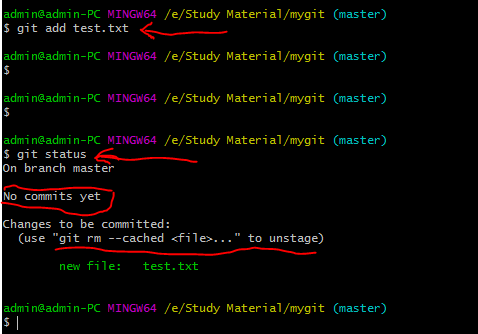 admin@admin-PC MINGW64 /e/Study Material/mygit (master)
$ git add test.txt
admin@admin-PC MINGW64 /e/Study Material/mygit (master)
$
admin@admin-PC MINGW64 /e/Study Material/mygit (master)
$
admin@admin-PC MINGW64 /e/Study Material/mygit (master)
$ git status
On branch master
No commits yet
Changes to be committed:
(use "git rm --cached <file>..." to unstage)
new file: test.txt
admin@admin-PC MINGW64 /e/Study Material/mygit (master)
$